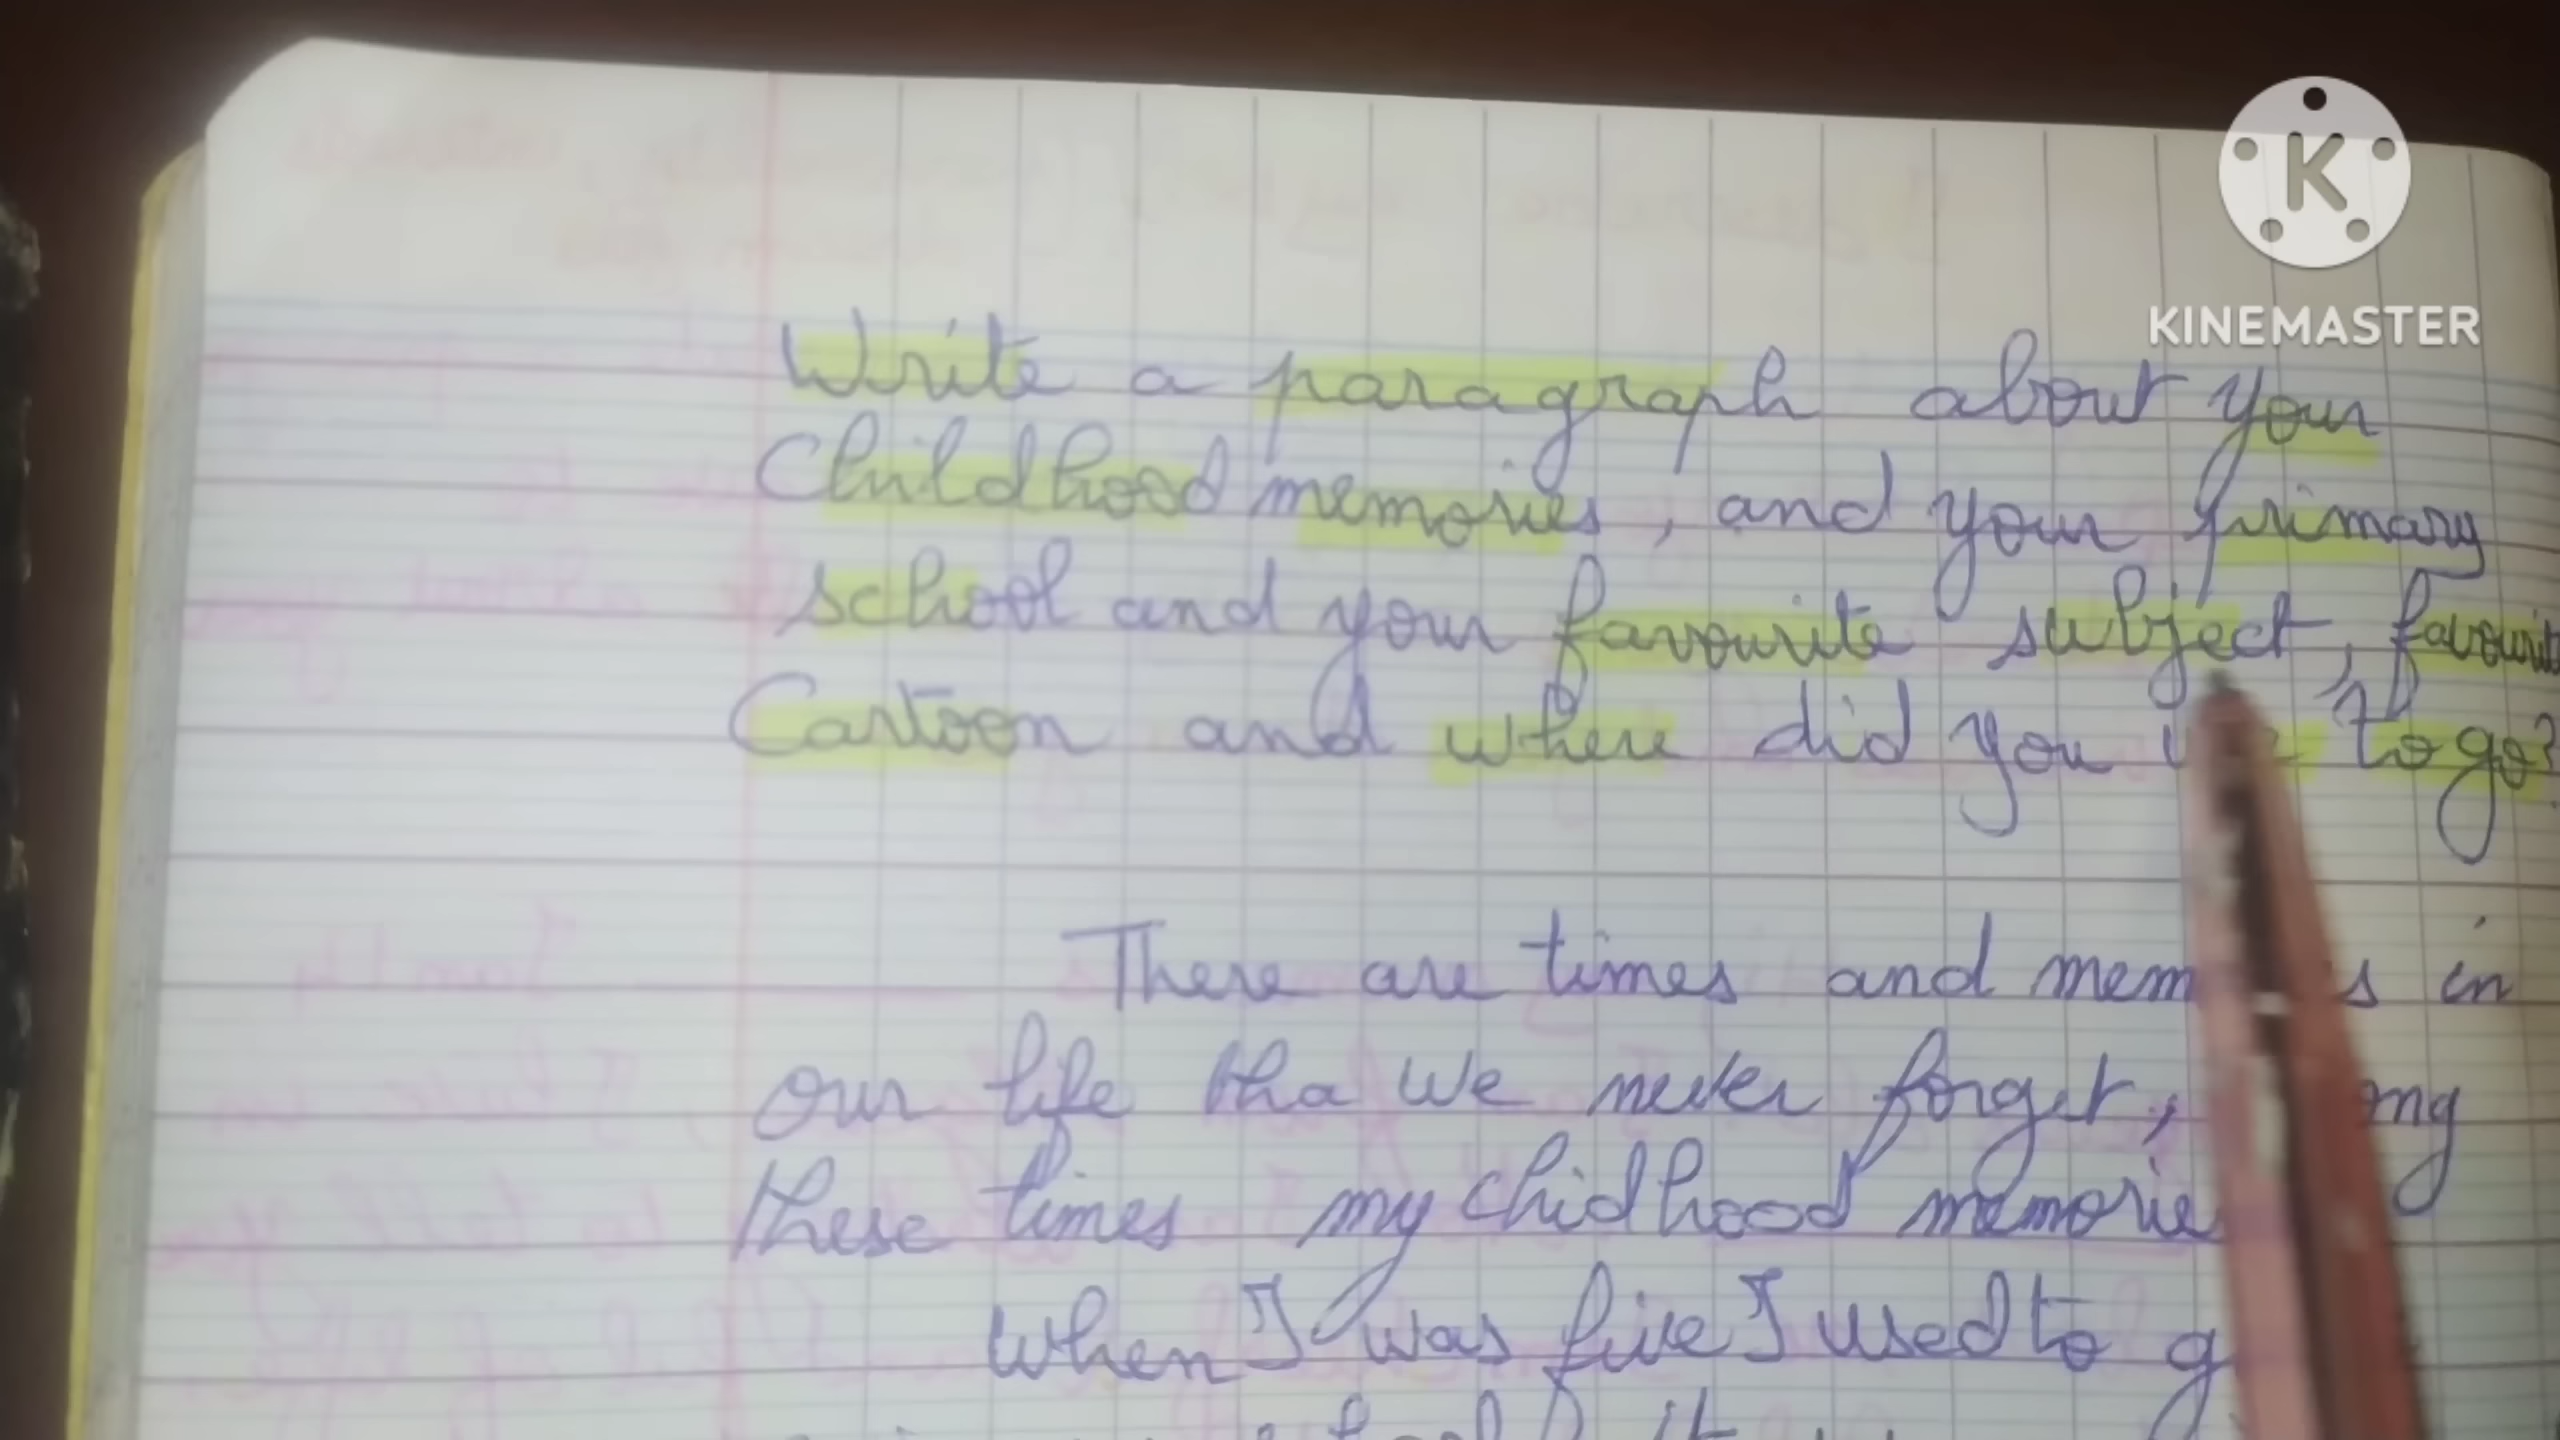 KINEMASTER
Write a paragraph about your
Childhood memories, and your primary
school and your favourite subject, favourite
Cartoon and where did you to go?
There are times and in
our life tha we never forget,
these times my chidhood memorie
when I was five I used to